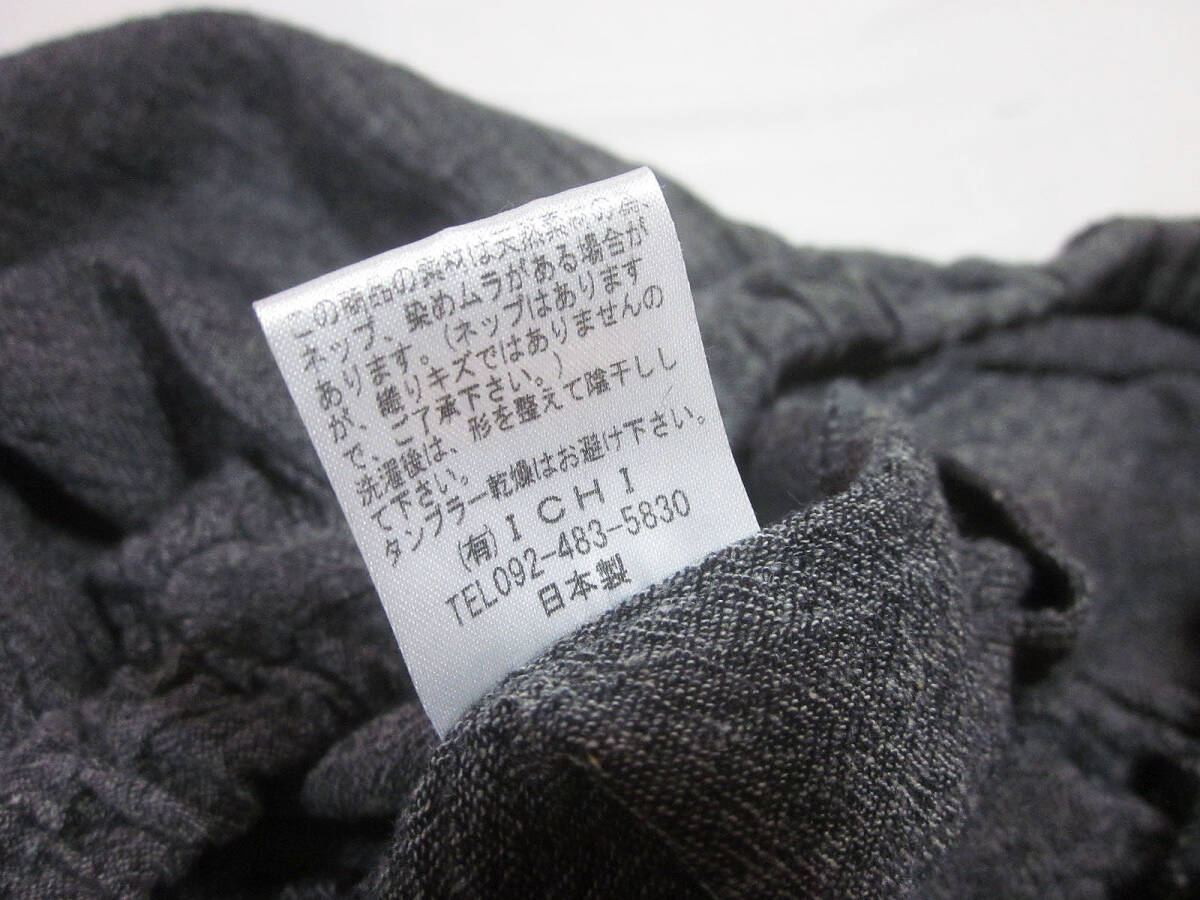 この商品の素材は天然素材の為、
ネップ、染めムラがある場合が
あります。(ネップはあります
が、織りキズではありませんの
で、ご了承下さい。)
洗濯後は、形を整えて陰干しし
て下さい。
タンブラー乾燥はお避け下さい。
(有)ICHI
TEL092-483-5830
日本製